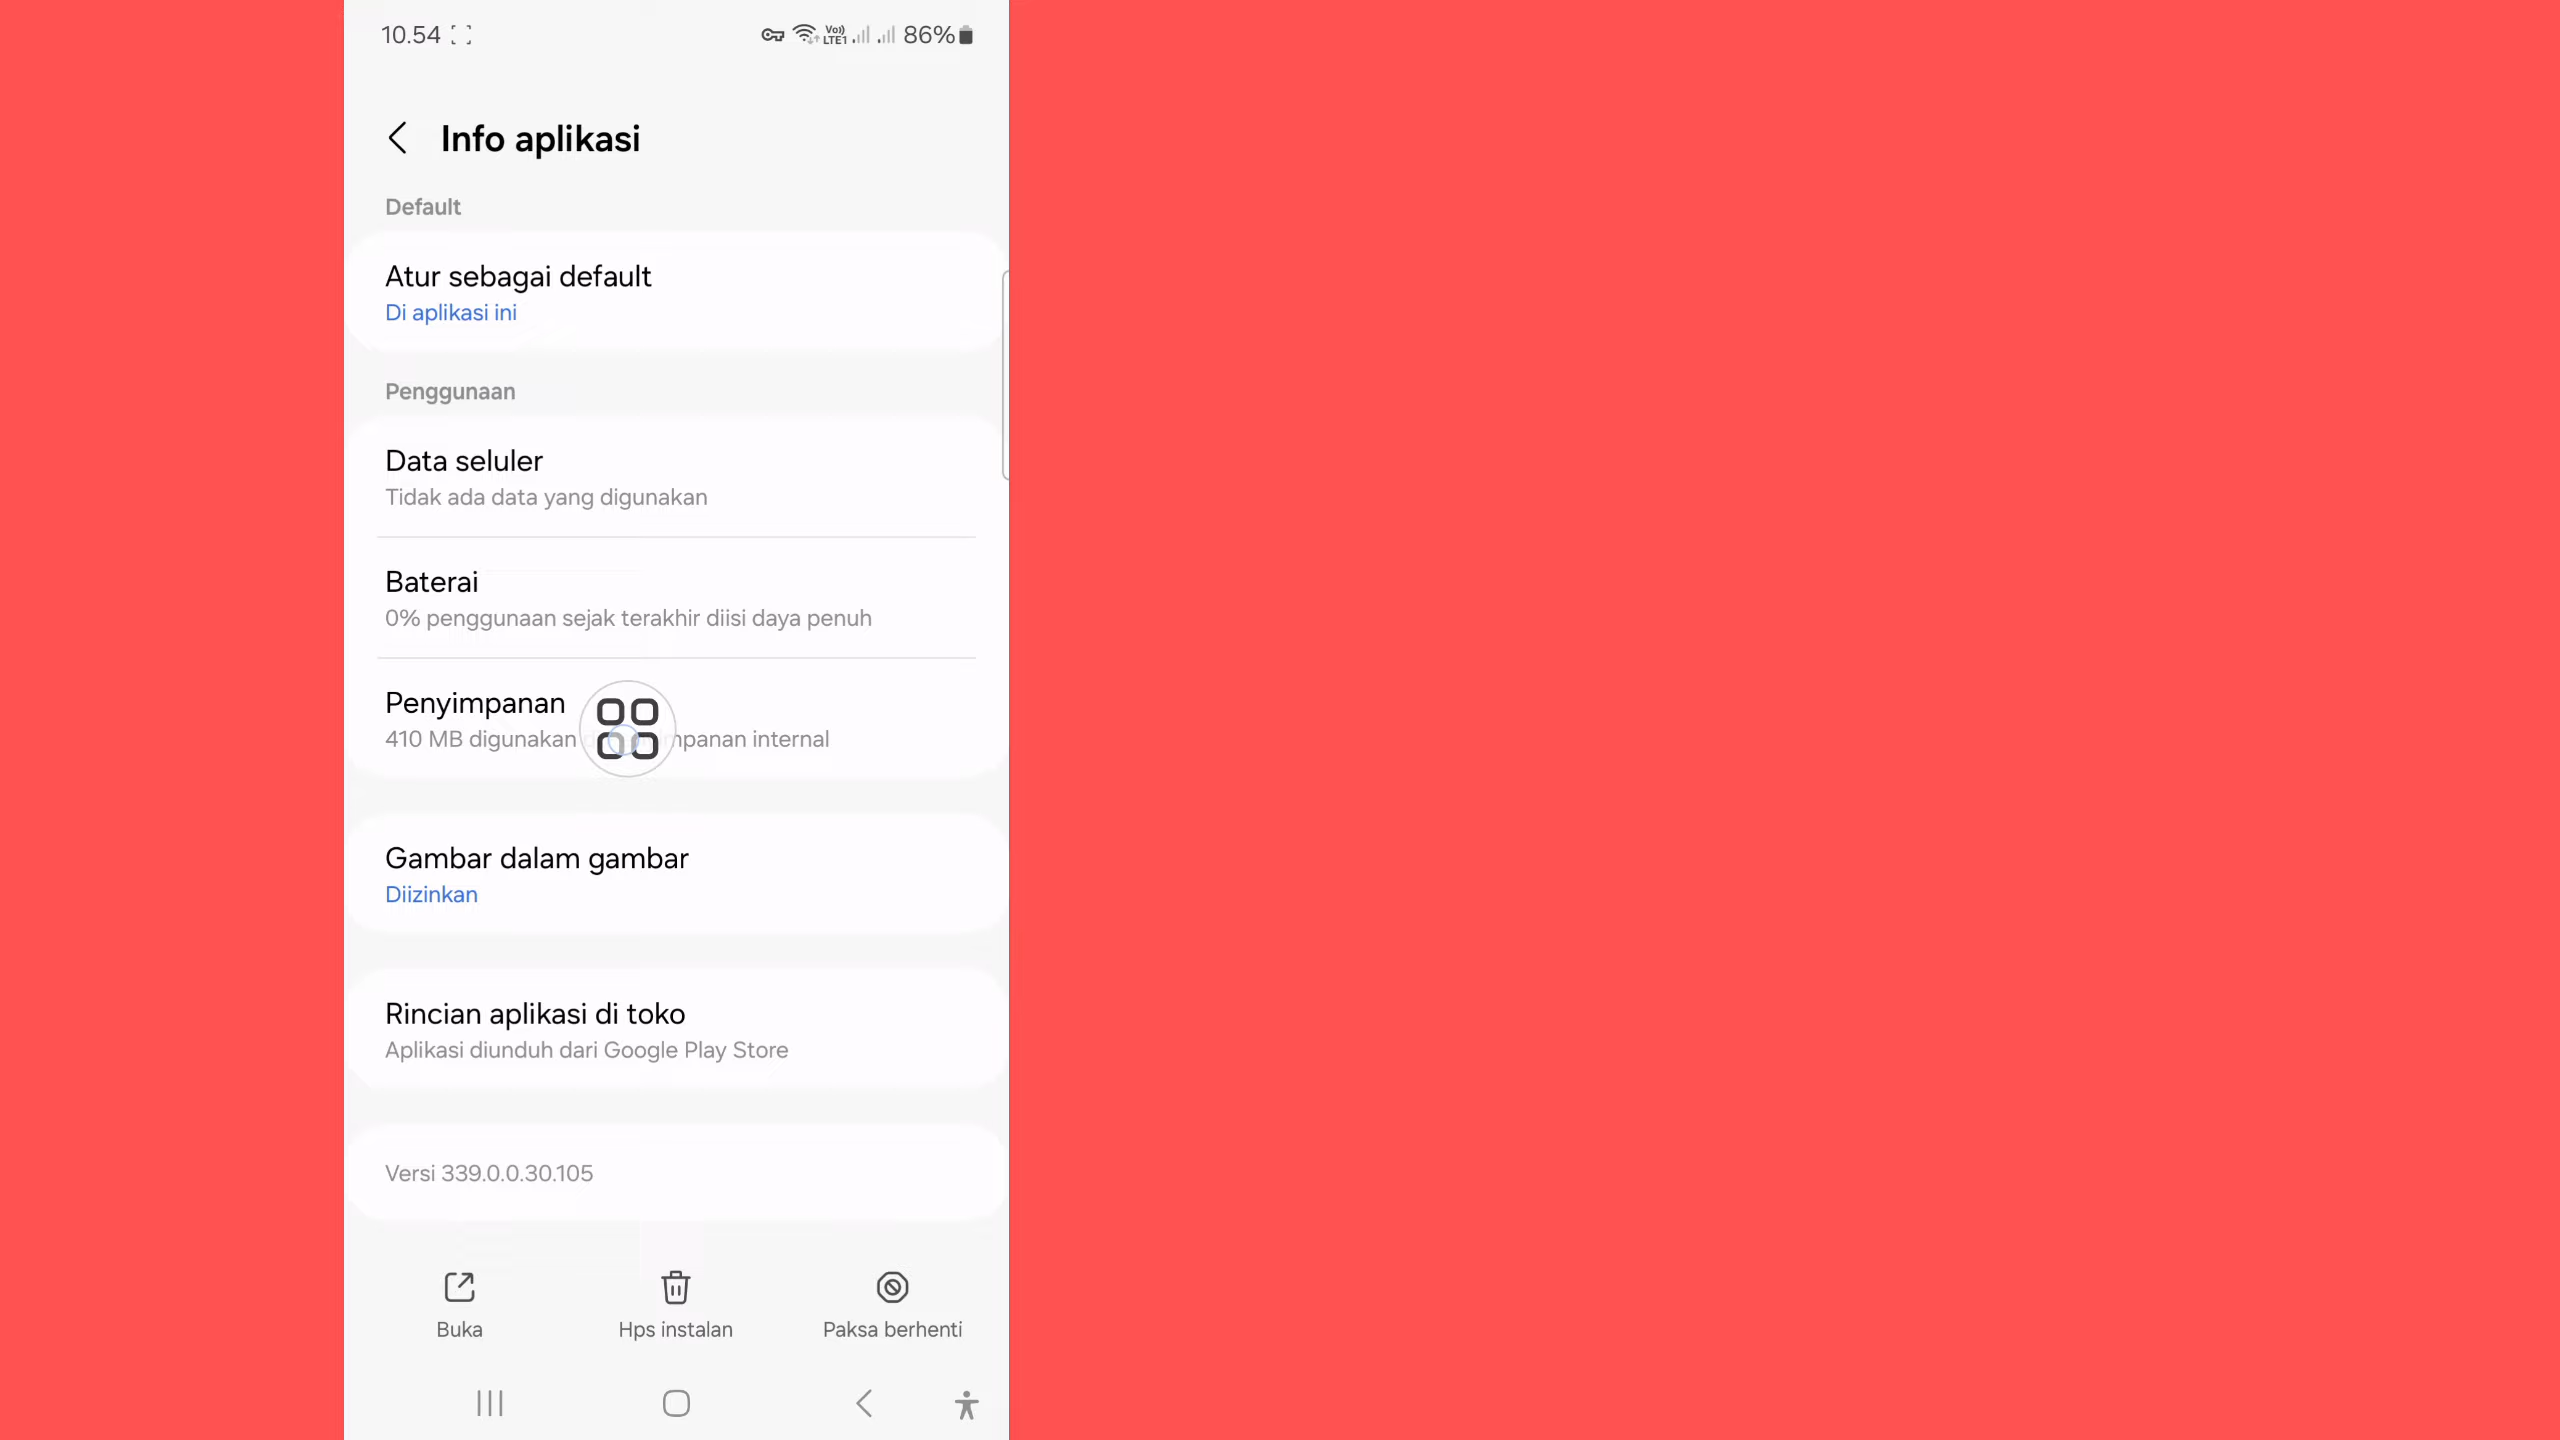 10.54
Vo)) LTE1 86%
Info aplikasi
Default
Atur sebagai default
Di aplikasi ini
Penggunaan
Data seluler
Tidak ada data yang digunakan
Baterai
0% penggunaan sejak terakhir diisi daya penuh
Penyimpanan
410 MB digunakan mpanan internal
Gambar dalam gambar
Diizinkan
Rincian aplikasi di toko
Aplikasi diunduh dari Google Play Store
Versi 339.0.0.30.105
Buka
Hps instalan
Paksa berhenti